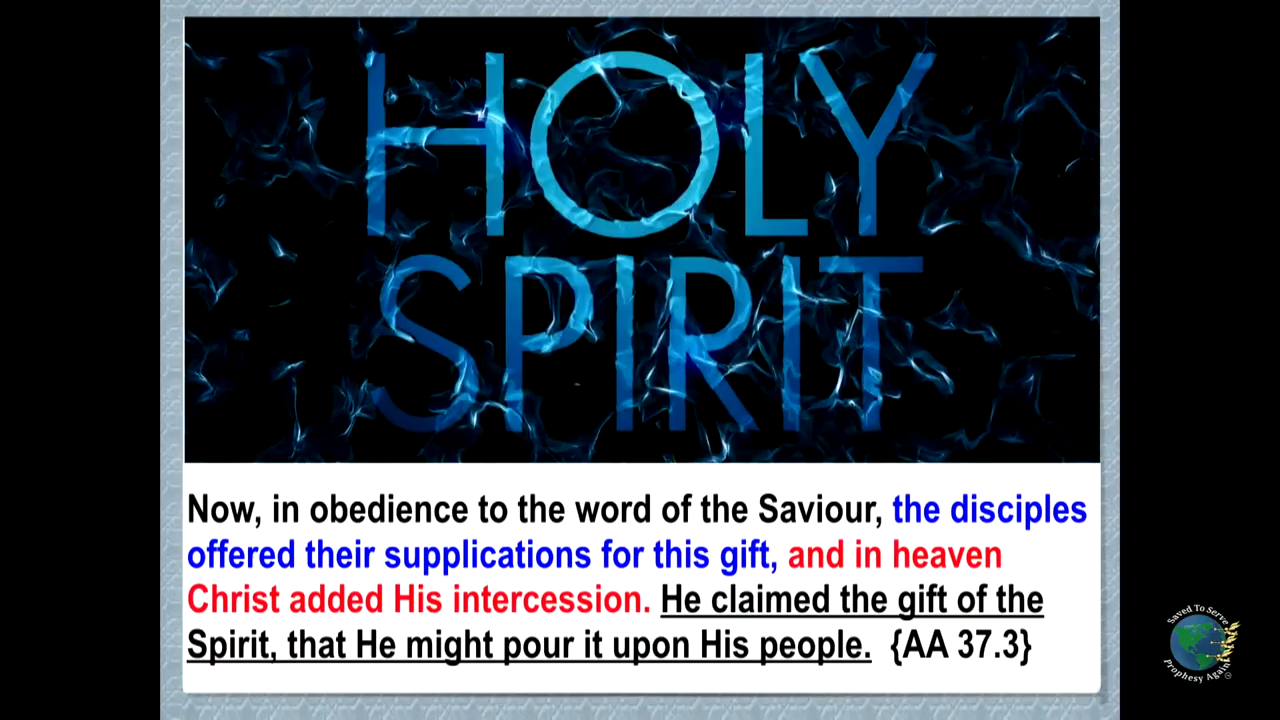 HOLY
SPIRIT
Now, in obedience to the word of the Saviour, the disciples
offered their supplications for this gift, and in heaven
Christ added His intercession. He claimed the gift of the
Spirit, that He might pour it upon His people. {AA 37.3}
Saved To Serve
Prophesy Again